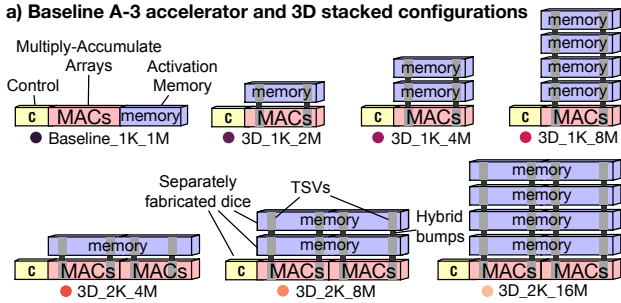 a) Baseline A-3 accelerator and 3D stacked configurations
Multiply-Accumulate
Arrays
Control
Activation
Memory
c MACs memory
Baseline_1K_1M
memory
c MACs
3D_1K_2M
memory
memory
c MACs
3D_1K_4M
memory
memory
memory
memory
c MACs
3D_1K_8M
memory
c MACs MACs
3D_2K_4M
Separately
fabricated dice
TSVs
Hybrid
bumps
memory
memory
c MACs MACs
3D_2K_8M
memory
memory
memory
memory
c MACs MACs
3D_2K_16M